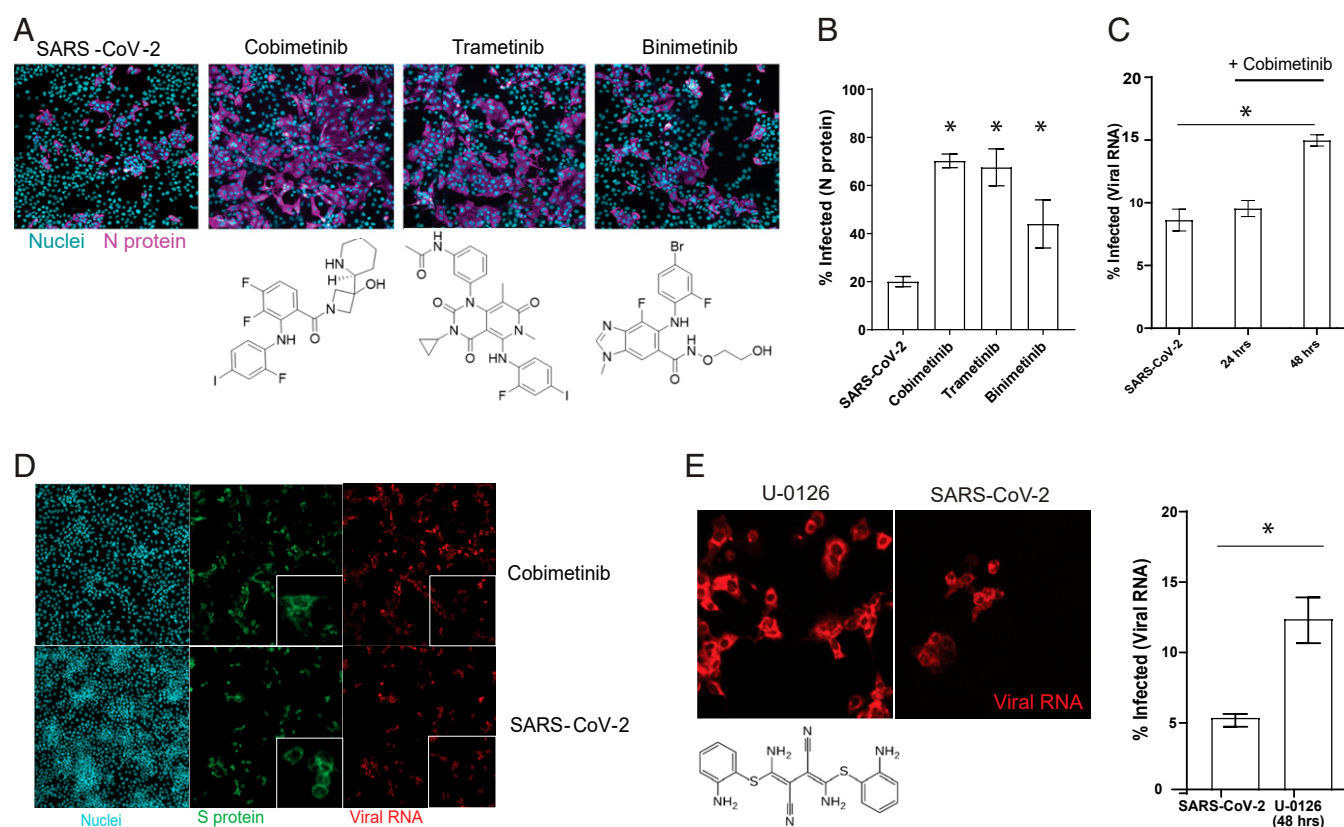 A
SARS -CoV-2
Cobimetinib
Trametinib
Binimetinib
Nuclei N protein
F
F
NH
I
F
O
N
HN
H
OH
H
N
O
N
O
N
O
N
O
HN
F
I
Br
F
F
NH
N
N
H
N
O
O
OH
B
% Infected (N protein)
100
80
60
40
20
0
*
*
*
SARS-CoV-2
Cobimetinib
Trametinib
Binimetinib
C
+ Cobimetinib
*
% Infected (Viral RNA)
20
15
10
5
0
SARS-CoV-2
24 hrs
48 hrs
D
Cobimetinib
SARS-CoV-2
Nuclei
S protein
Viral RNA
E
U-0126
SARS-CoV-2
Viral RNA
NH2
S
NH2
N
N
NH2
S
NH2
*
% Infected (Viral RNA)
20
15
10
5
0
SARS-CoV-2
U-0126
(48 hrs)